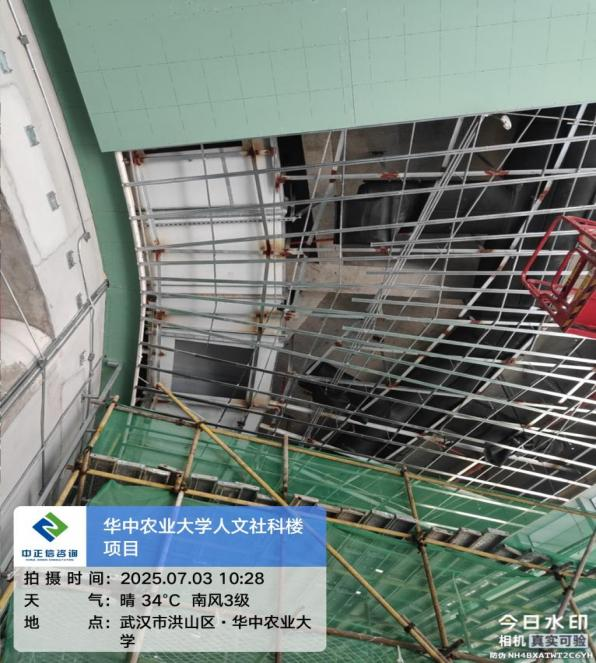 华中农业大学人文社科楼
项目
中正信咨询
拍摄时间：2025.07.03 10:28
天气：晴 34°C 南风3级
地点：武汉市洪山区·华中农业大
学
今日水印
相机 真实可验
防伪 NH4BXATWT2C6YH